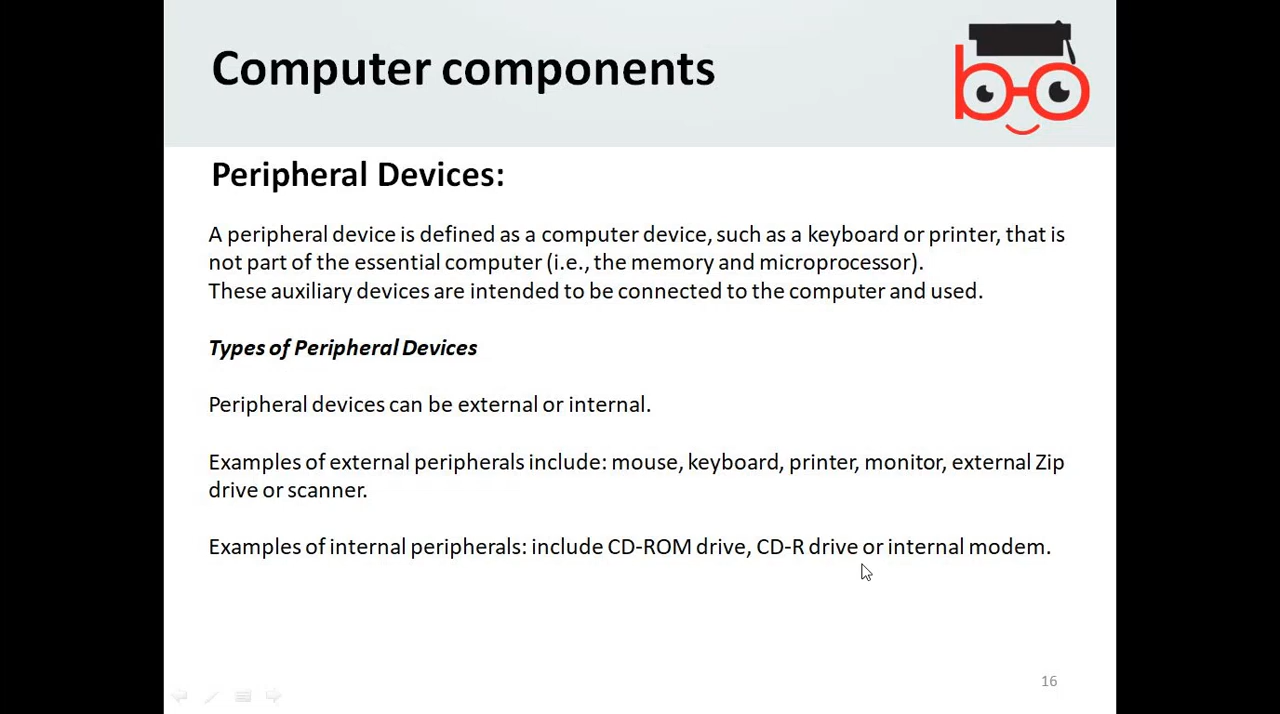 Computer components
Peripheral Devices:
A peripheral device is defined as a computer device, such as a keyboard or printer, that is
not part of the essential computer (i.e., the memory and microprocessor).
These auxiliary devices are intended to be connected to the computer and used.
Types of Peripheral Devices
Peripheral devices can be external or internal.
Examples of external peripherals include: mouse, keyboard, printer, monitor, external Zip
drive or scanner.
Examples of internal peripherals: include CD-ROM drive, CD-R drive or internal modem.
16